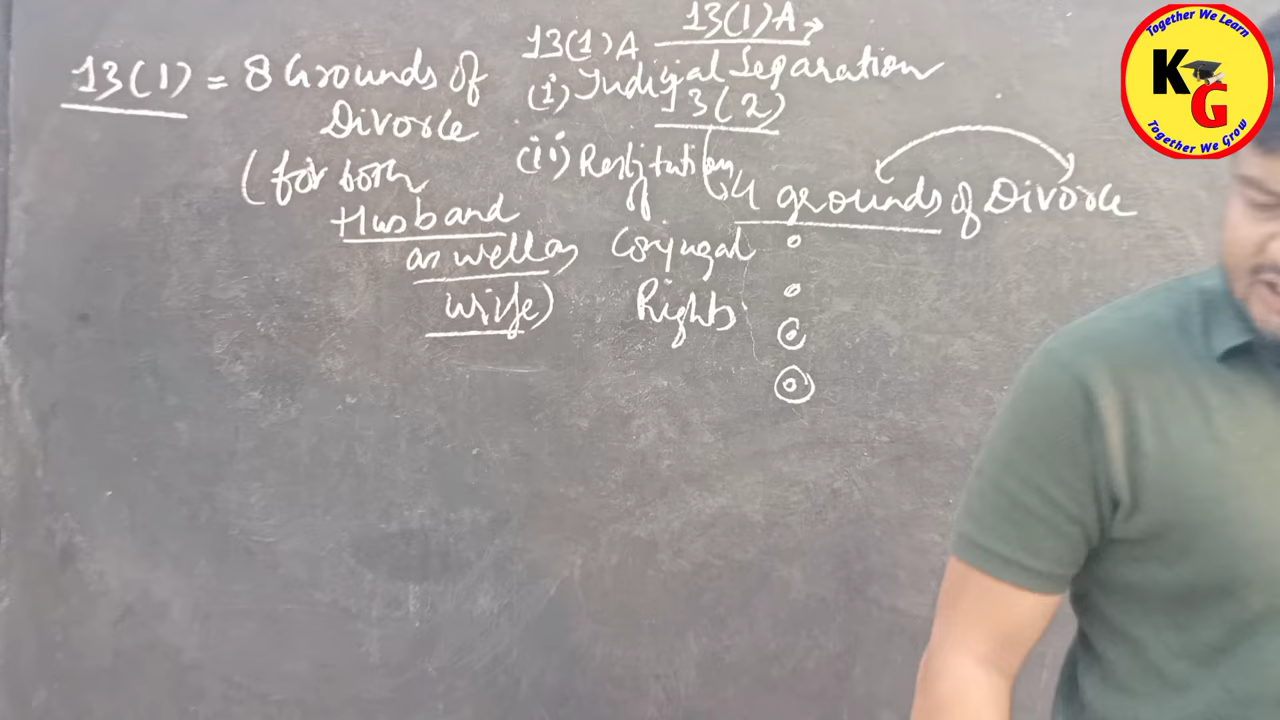 13(1) = 8 Grounds of
Divorce
(for both
Husband
as well as
wife)
13(1)A
13(1)A
(i) Judicial Separation
13(2)
(ii) Restitution
of
Conjugal
Rights
4 grounds of Divorce
Together We Learn
KG
Together We Grow